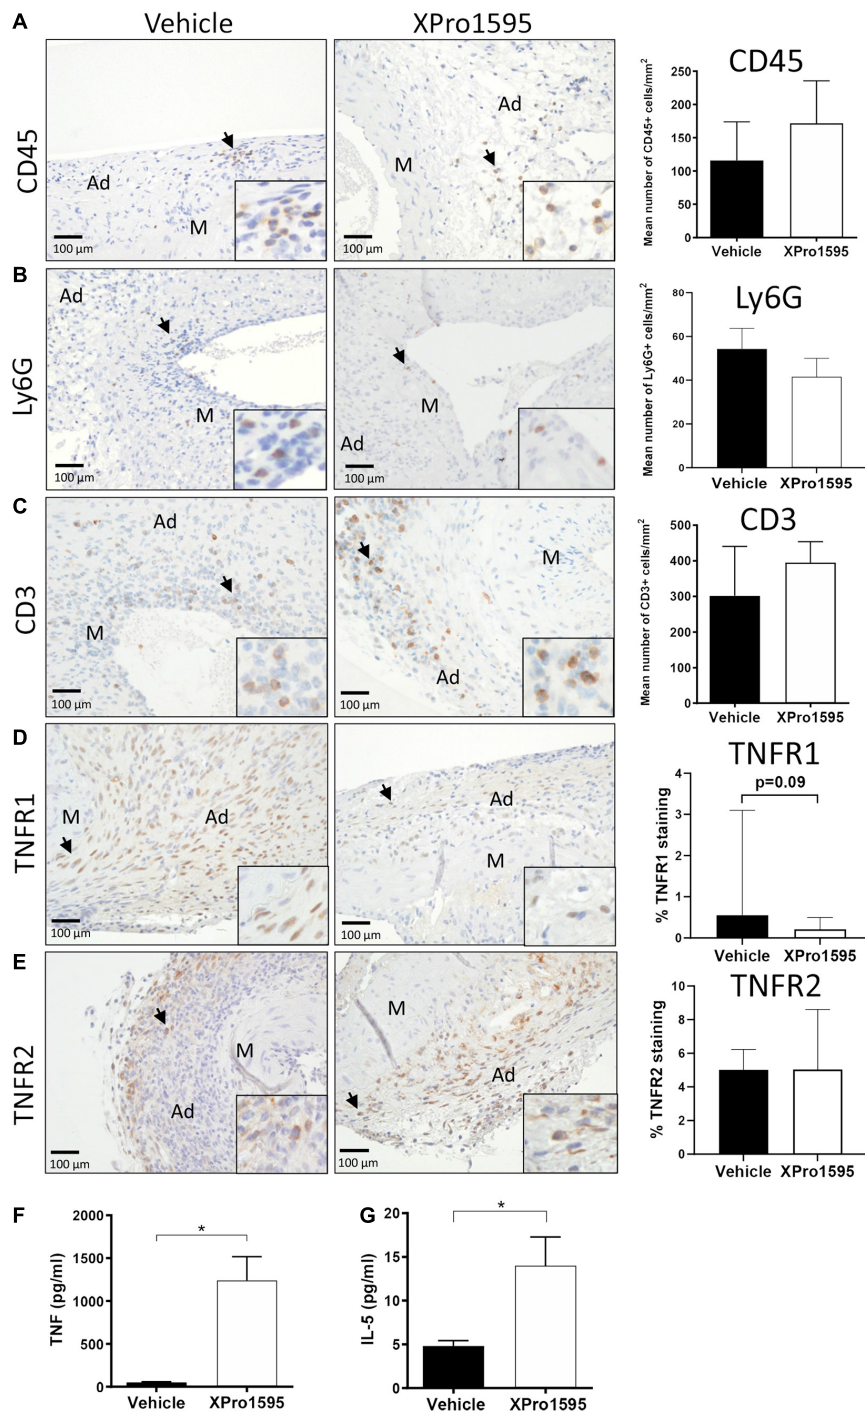 A
Vehicle
XPro1595
CD45
Ad
M
100 µm
Ad
M
100 µm
CD45
Mean number of CD45+ cells/mm2
250
200
150
100
50
0
Vehicle
XPro1595
B
Ly6G
Ad
M
100 µm
M
Ad
100 µm
Ly6G
Mean number of Ly6G+ cells/mm2
80
60
40
20
0
Vehicle
XPro1595
C
CD3
Ad
M
100 µm
M
Ad
100 µm
CD3
Mean number of CD3+ cells/mm2
500
400
300
200
100
0
Vehicle
XPro1595
D
TNFR1
M
Ad
100 µm
Ad
M
100 µm
TNFR1
p=0.09
% TNFR1 staining
4
3
2
1
0
Vehicle
XPro1595
E
TNFR2
M
Ad
100 µm
M
Ad
100 µm
TNFR2
% TNFR2 staining
10
8
6
4
2
0
Vehicle
XPro1595
F
TNF (pg/ml)
2000
1500
1000
500
0
*
Vehicle
XPro1595
G
IL-5 (pg/ml)
20
15
10
5
0
*
Vehicle
XPro1595